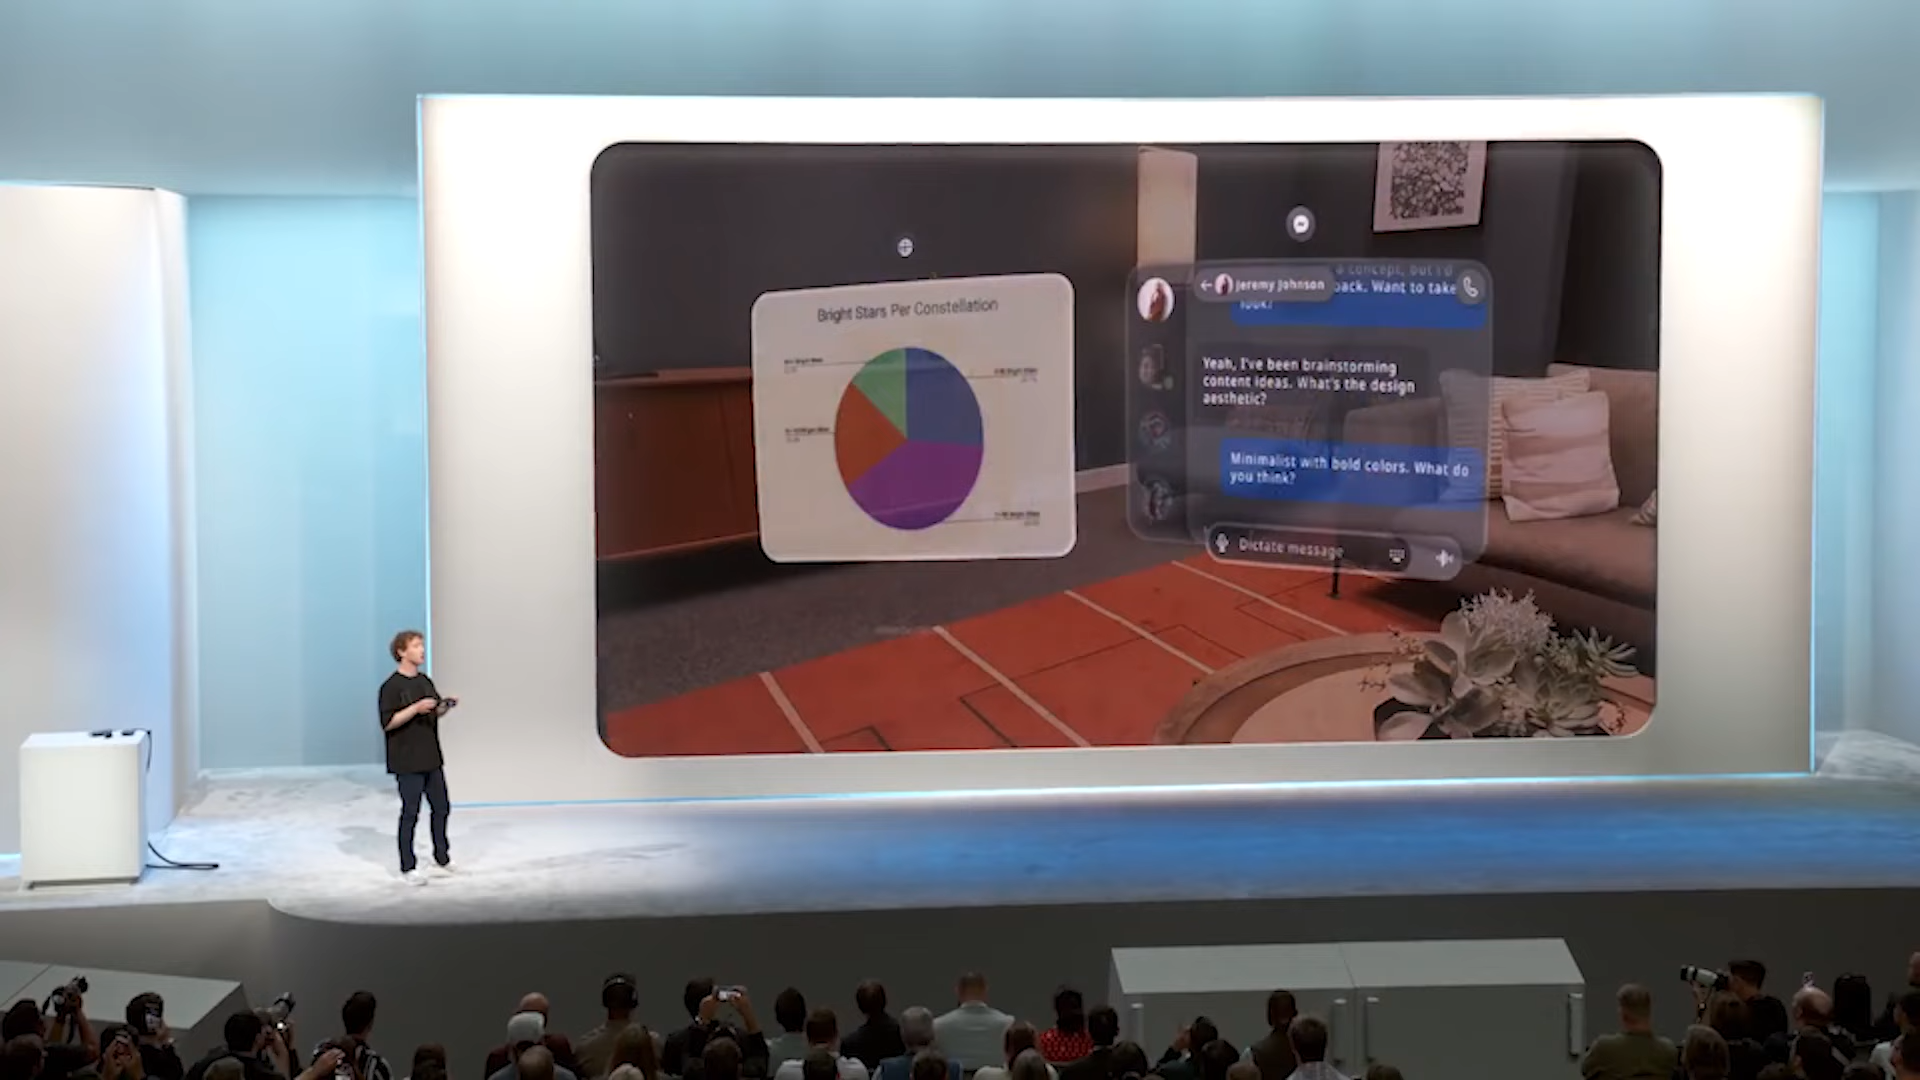 Bright Stars Per Constellation
Jeremy Johnson
a concept, but I'd
back. Want to take
look?
Yeah, I've been brainstorming
content ideas. What's the design
aesthetic?
Minimalist with bold colors. What do
you think?
Dictate message